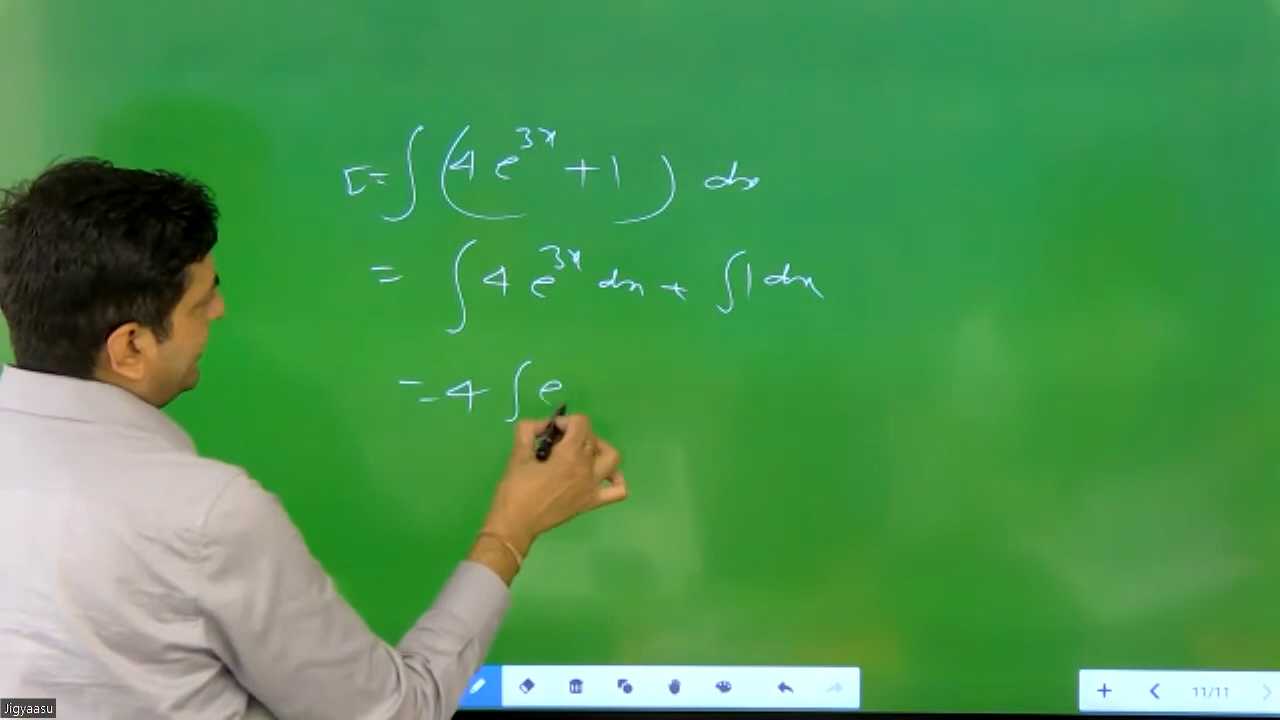 I = ∫ (4 e^{3x} + 1) dx
= ∫ 4 e^{3x} dx + ∫ 1 dx
= 4 ∫ e
11/11
Jigyaasu